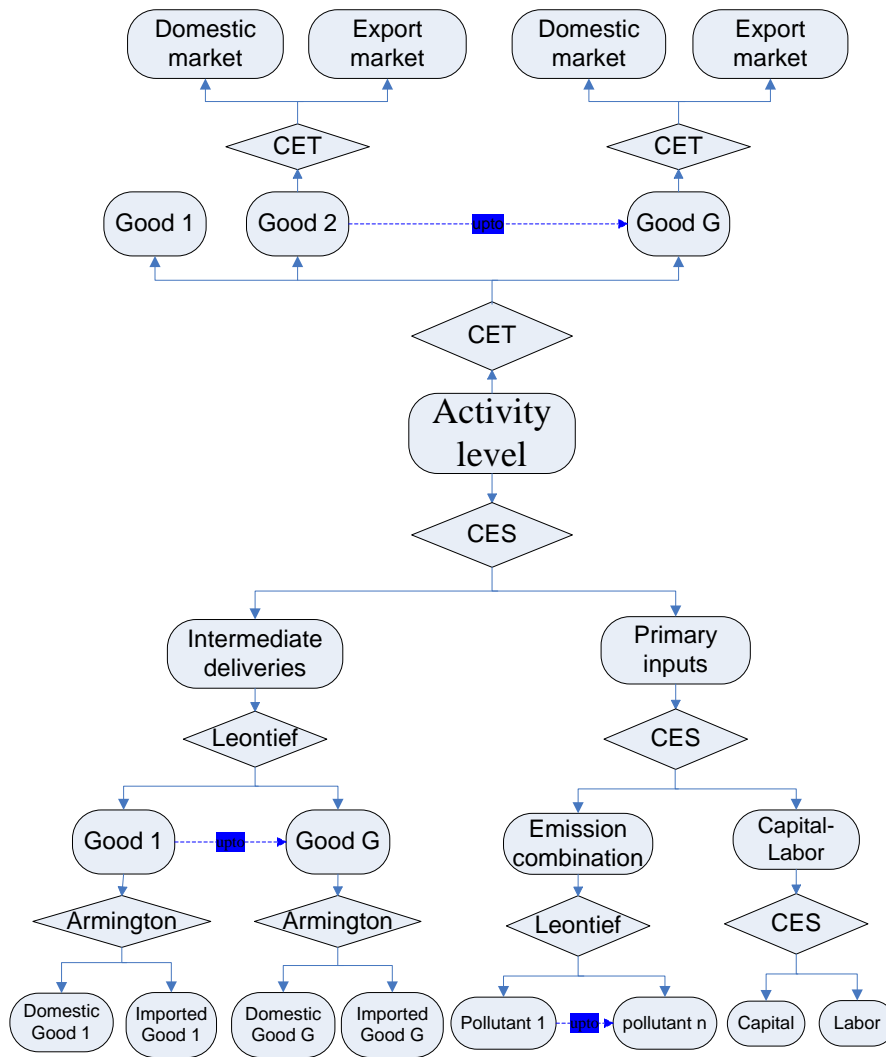 Domestic
market
Export
market
Domestic
market
Export
market
CET
CET
Good 1
Good 2
upto
Good G
CET
Activity
level
CES
Intermediate
deliveries
Primary
inputs
Leontief
CES
Good 1
upto
Good G
Emission
combination
Capital-
Labor
Armington
Armington
Leontief
CES
Domestic
Good 1
Imported
Good 1
Domestic
Good G
Imported
Good G
Pollutant 1
upto
pollutant n
Capital
Labor